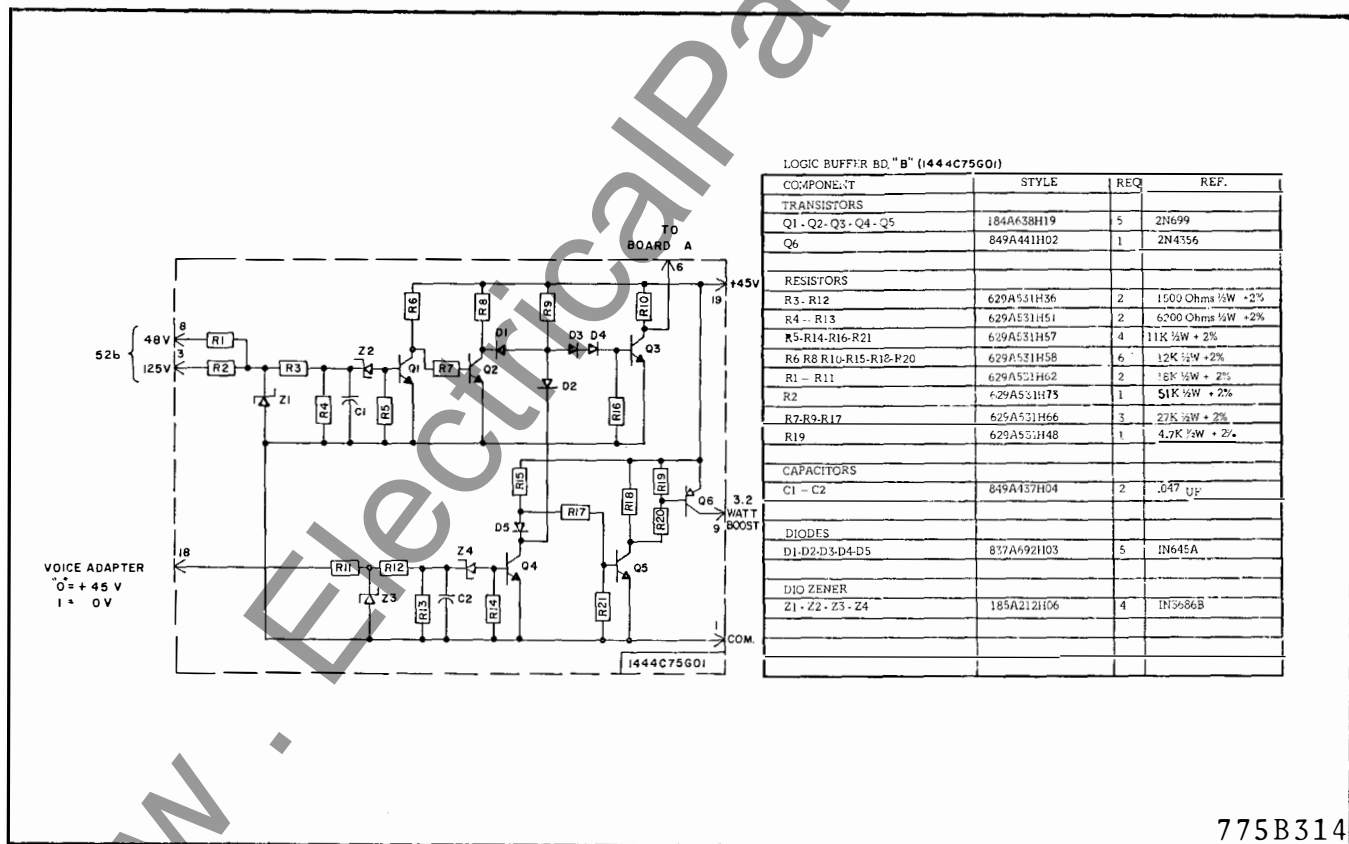 w . ElectricalPa
LOGIC BUFFER BD. "B" (1444C75G01)
COMPONENT STYLE REQ REF.
TRANSISTORS
Q1 - Q2 - Q3 - Q4 - Q5 184A638H19 5 2N699
Q6 849A441H02 1 2N4356
RESISTORS
R3 - R12 629A531H36 2 1500 Ohms ½W +2%
R4 - R13 629A531H51 2 6200 Ohms ½W +2%
R5-R14-R16-R21 629A531H57 4 11K ½W + 2%
R6 R8 R10-R15-R18-R20 629A531H58 6 12K ½W +2%
R1 - R11 629A531H62 2 18K ½W + 2%
R2 629A531H73 1 51K ½W + 2%
R7-R9-R17 629A531H66 3 27K ½W + 2%
R19 629A531H48 1 4.7K ½W + 2%
CAPACITORS
C1 - C2 849A437H04 2 .047 UF
DIODES
D1-D2-D3-D4-D5 837A692H03 5 IN645A
DIO ZENER
Z1 - Z2 - Z3 - Z4 185A212H06 4 IN3686B
TO
BOARD A
6
+45V
19
R6
R8
R9
R10
8
48V
R1
52b
3
125V
R2
R3
Z2
D1
D3 D4
Q1
R7
Q2
Q3
Z1
R4
C1
R5
D2
R16
R15
R18
R19
Q6
3.2
WATT
BOOST
9
R17
R20
D5
18
VOICE ADAPTER
"0" = + 45 V
1 = 0V
R11
R12
Z4
Q4
Q5
Z3
R13
C2
R14
R21
1
COM.
1444C75G01
775B314